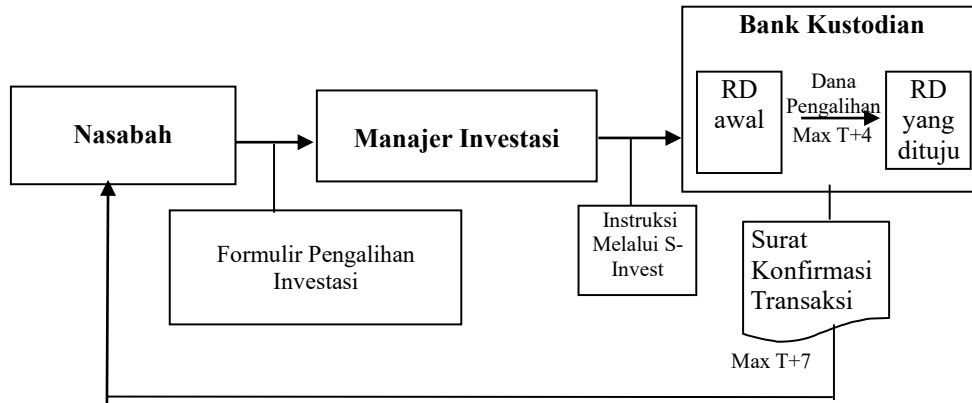 Bank Kustodian
Nasabah
Manajer Investasi
RD
awal
Dana
Pengalihan
Max T+4
RD
yang
dituju
Formulir Pengalihan
Investasi
Instruksi
Melalui S-
Invest
Surat
Konfirmasi
Transaksi
Max T+7